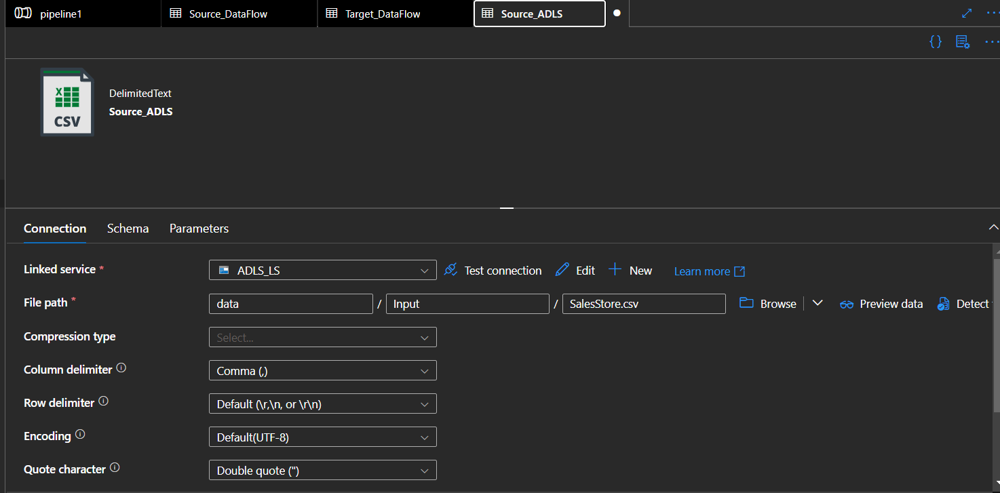 pipeline1 Source_DataFlow Target_DataFlow Source_ADLS
{}
X
CSV
DelimitedText
Source_ADLS
Connection Schema Parameters
Linked service * ADLS_LS Test connection Edit New Learn more
File path * data / Input / SalesStore.csv Browse Preview data Detect
Compression type Select...
Column delimiter Comma (,)
Row delimiter Default (\r,\n, or \r\n)
Encoding Default(UTF-8)
Quote character Double quote (")